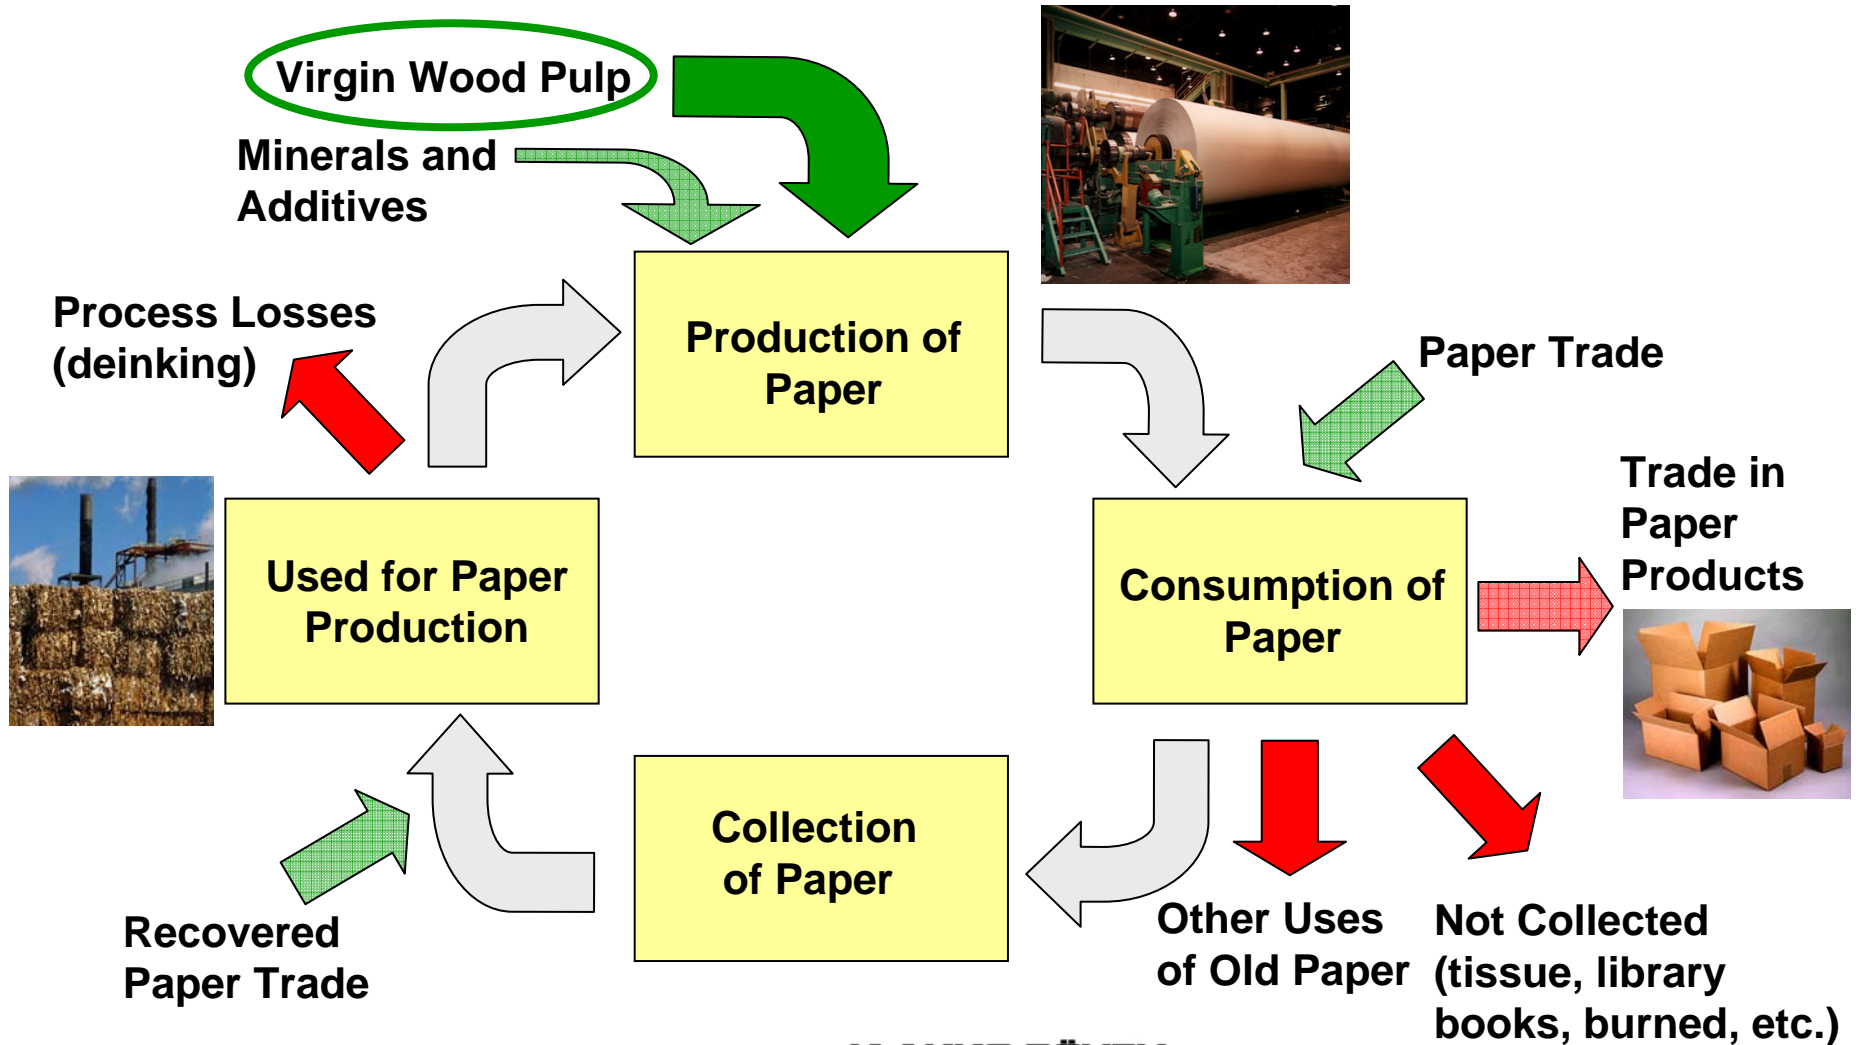 Virgin Wood Pulp
Minerals and
Additives
Process Losses
(deinking)
Production of
Paper
Paper Trade
Trade in
Paper
Products
Used for Paper
Production
Consumption of
Paper
Collection
of Paper
Recovered
Paper Trade
Other Uses
of Old Paper
Not Collected
(tissue, library
books, burned, etc.)